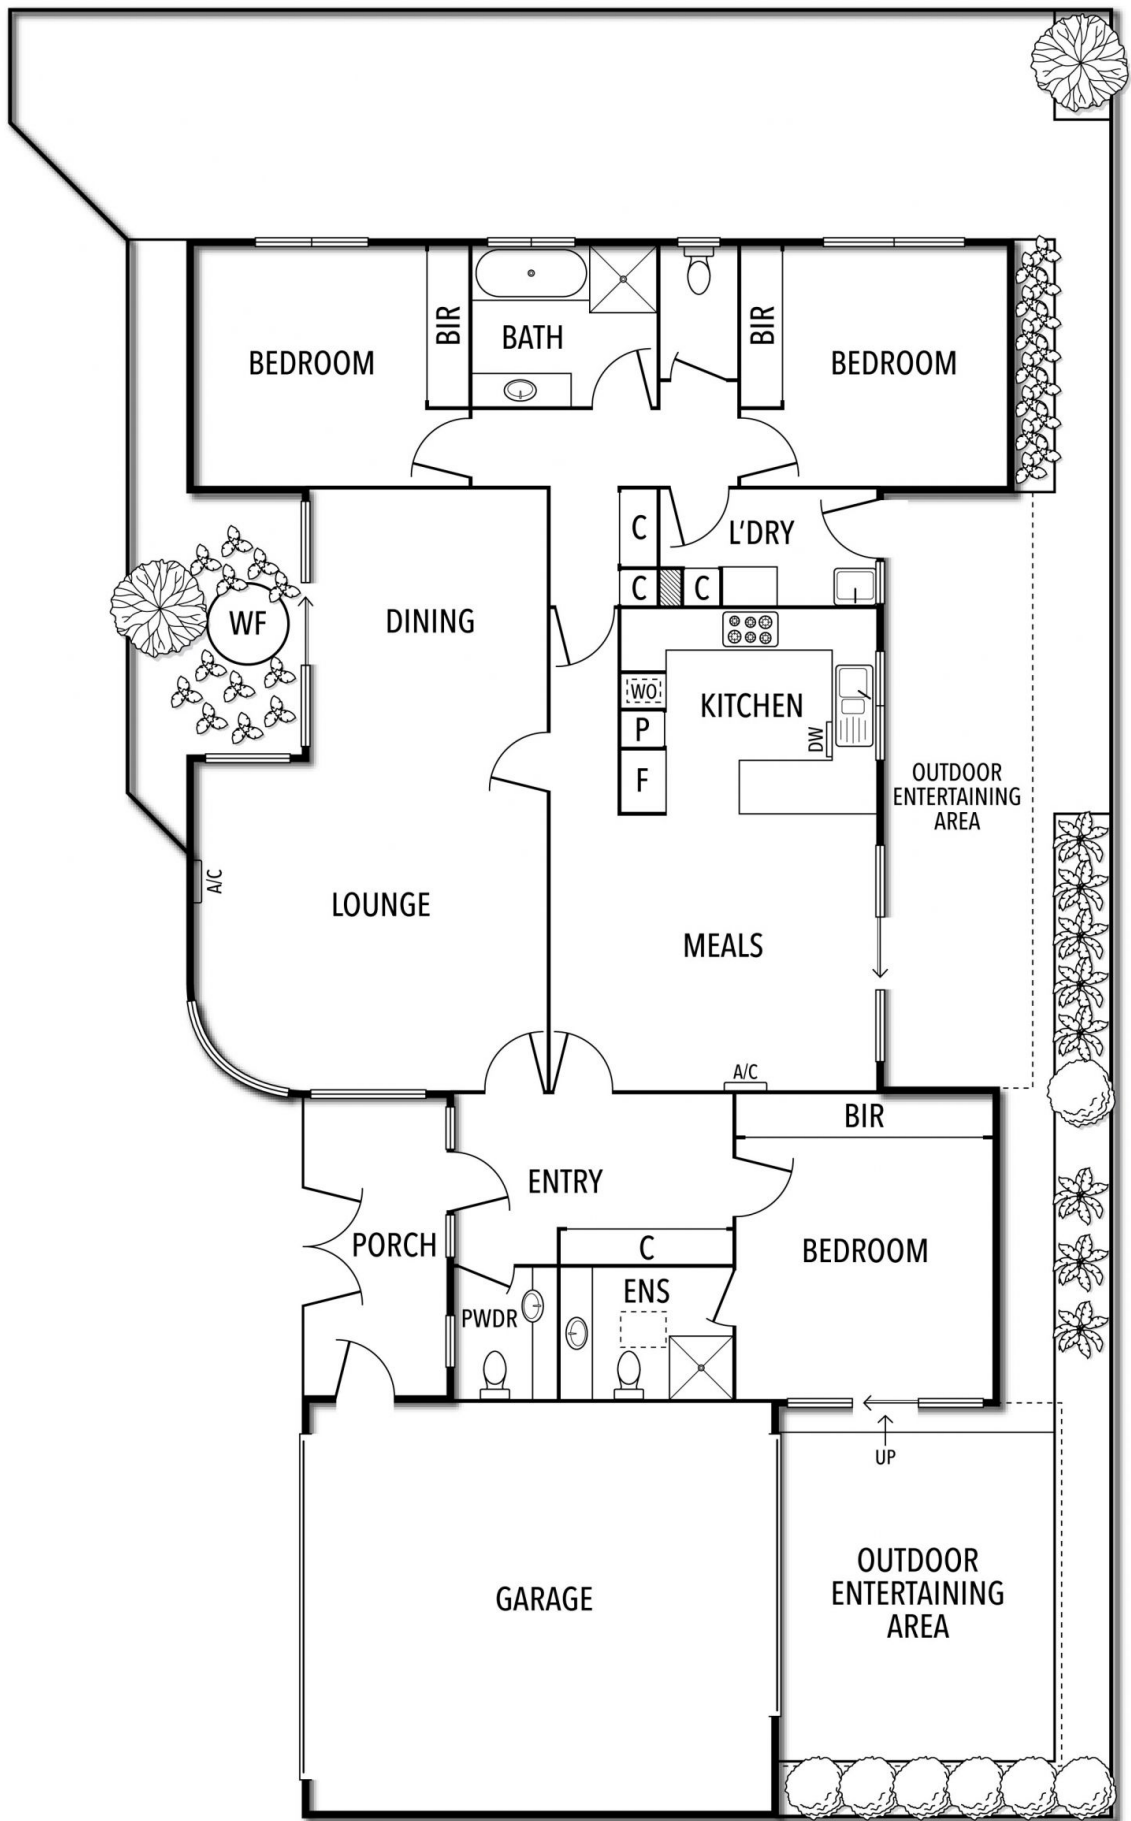 BEDROOM
BIR
BATH
BIR
BEDROOM
C
L'DRY
C
C
WF
DINING
WO
KITCHEN
P
DW
F
OUTDOOR
ENTERTAINING
AREA
A/C
LOUNGE
MEALS
A/C
BIR
ENTRY
PORCH
C
BEDROOM
ENS
PWDR
UP
GARAGE
OUTDOOR
ENTERTAINING
AREA